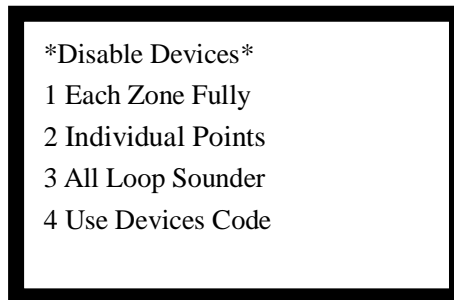 *Disable Devices*
1 Each Zone Fully
2 Individual Points
3 All Loop Sounder
4 Use Devices Code